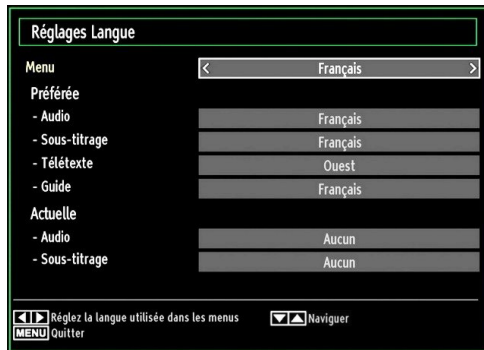 Réglages Langue
Menu < Français >
Préférée
- Audio Français
- Sous-titrage Français
- Télétexte Ouest
- Guide Français
Actuelle
- Audio Aucun
- Sous-titrage Aucun
Réglez la langue utilisée dans les menus Naviguer
MENU Quitter